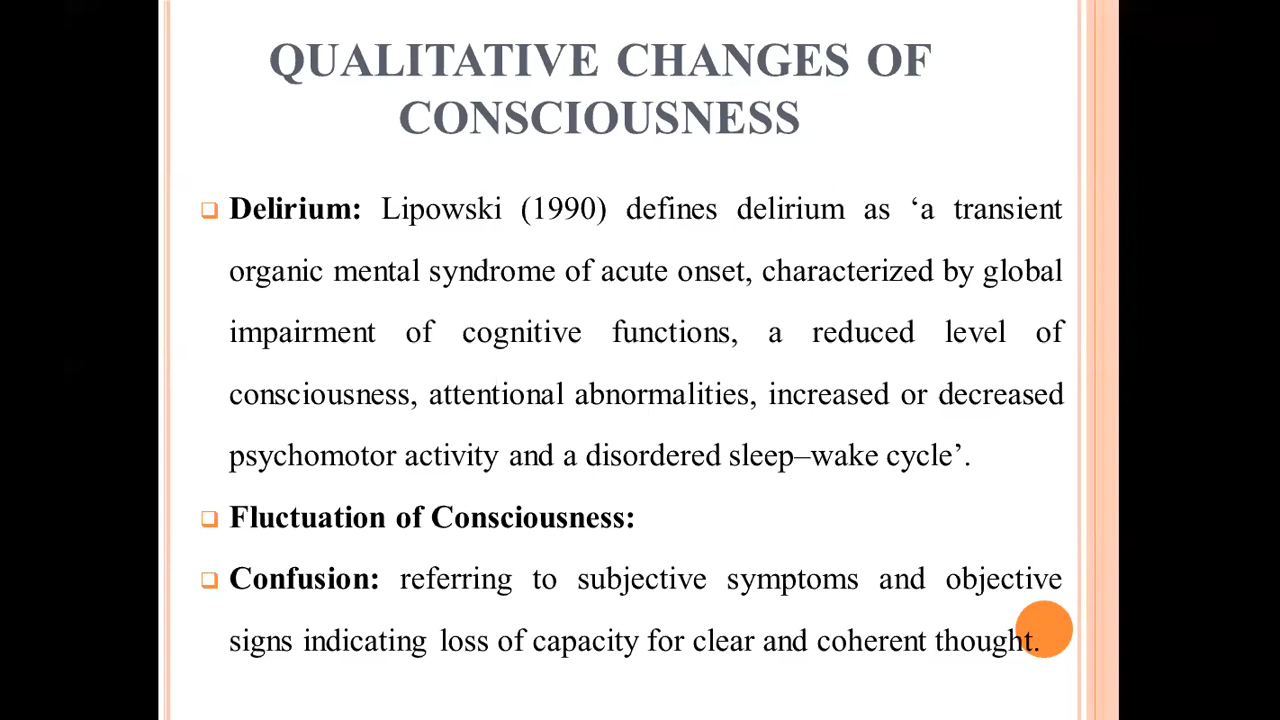 QUALITATIVE CHANGES OF
CONSCIOUSNESS
Delirium: Lipowski (1990) defines delirium as ‘a transient
organic mental syndrome of acute onset, characterized by global
impairment of cognitive functions, a reduced level of
consciousness, attentional abnormalities, increased or decreased
psychomotor activity and a disordered sleep–wake cycle’.
Fluctuation of Consciousness:
Confusion: referring to subjective symptoms and objective
signs indicating loss of capacity for clear and coherent thought.